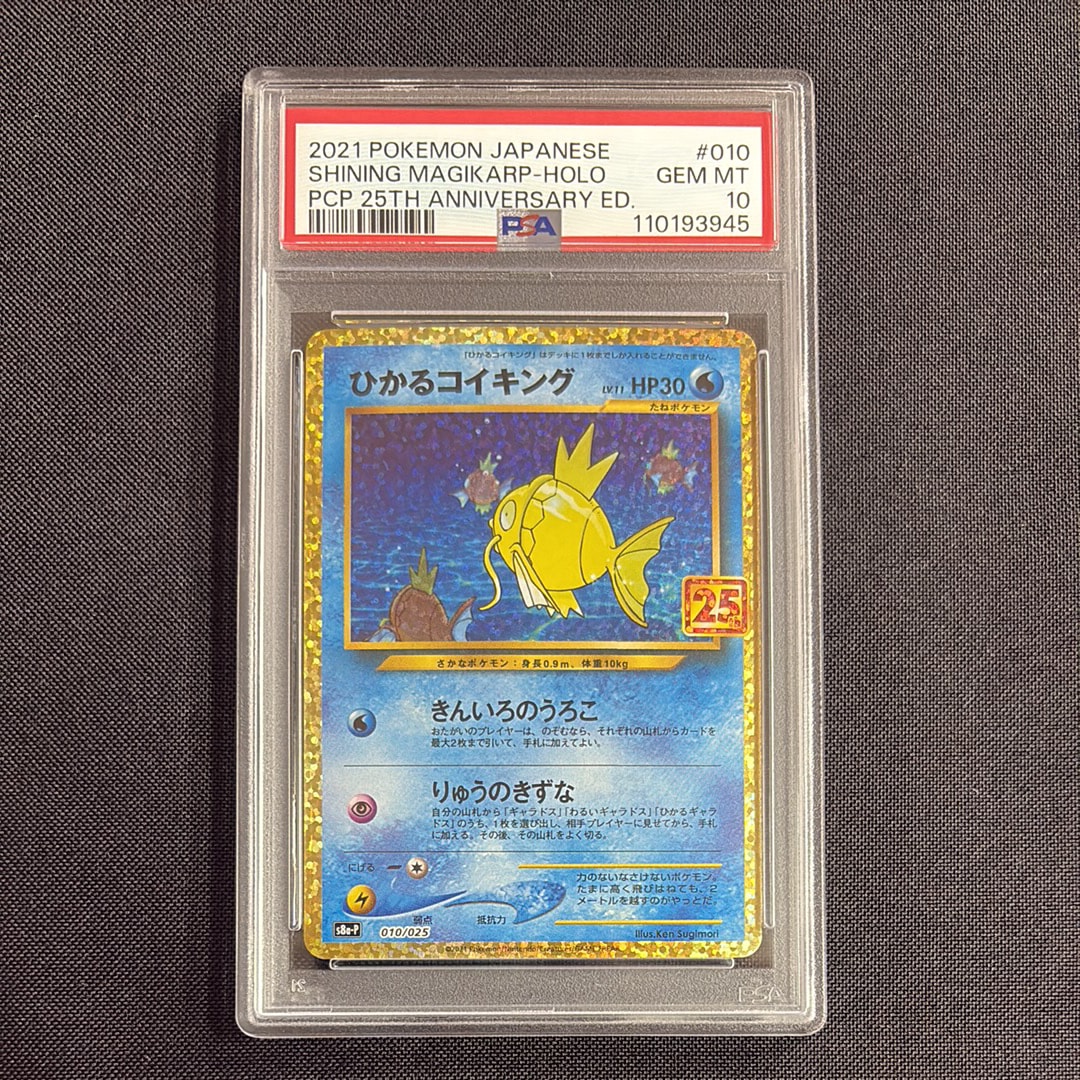 2021 POKEMON JAPANESE #010
SHINING MAGIKARP-HOLO GEM MT
PCP 25TH ANNIVERSARY ED. 10
PSA 110193945
「ひかるコイキング」はデッキに1枚までしか入れることができません。
ひかるコイキング LV.11 HP30
たねポケモン
25
さかなポケモン：身長0.9m、体重10kg
きんいろのうろこ
おたがいのプレイヤーは、のぞむなら、それぞれの山札からカードを
最大2枚まで引いて、手札に加えてよい。
りゅうのきずな
自分の山札から「ギャラドス」「わるいギャラドス」「ひかるギャラ
ドス」のうち、1枚を選び出し、相手プレイヤーに見せてから、手札
に加える。その後、その山札をよく切る。
にげる
力のないなさけないポケモン。
たまに高く飛びはねても、2
メートルを越すのがやっとだ。
弱点 抵抗力
s8a-P 010/025 Illus.Ken Sugimori
©2021 Pokémon/Nintendo/Creatures/GAME FREAK
PSA